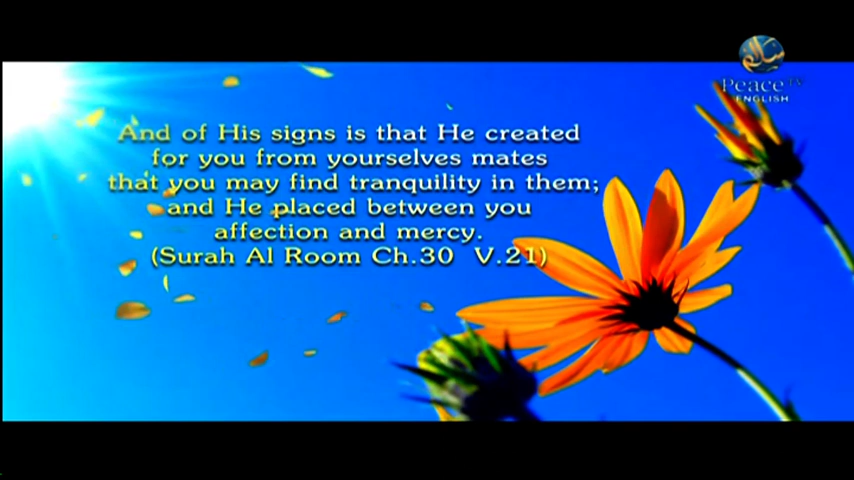 سلام
Peace TV
ENGLISH
And of His signs is that He created
for you from yourselves mates
that you may find tranquility in them;
and He placed between you
affection and mercy.
(Surah Al Room Ch.30 V.21)